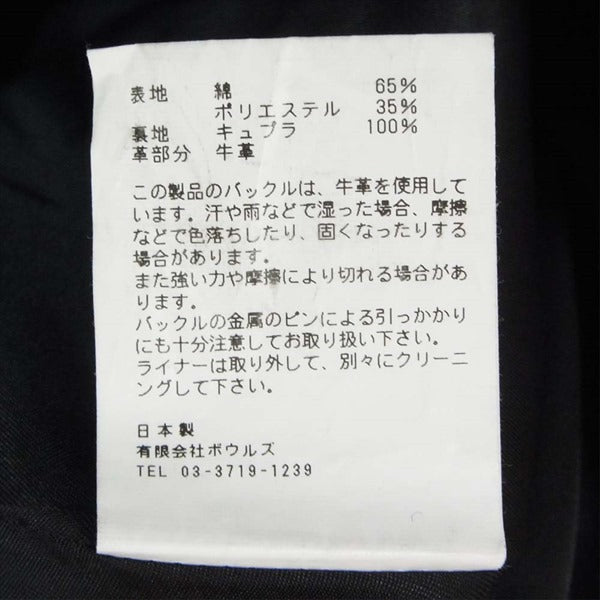 表地 綿 65%
ポリエステル 35%
裏地 キュプラ 100%
革部分 牛革
この製品のバックルは、牛革を使用して
います。汗や雨などで湿った場合、摩擦
などで色落ちしたり、固くなったりする
場合があります。
また強い力や摩擦により切れる場合があ
ります。
バックルの金属のピンによる引っかかり
にも十分注意してお取り扱い下さい。
ライナーは取り外して、別々にクリーニ
ングして下さい。
日本製
有限会社ボウルズ
TEL 03-3719-1239